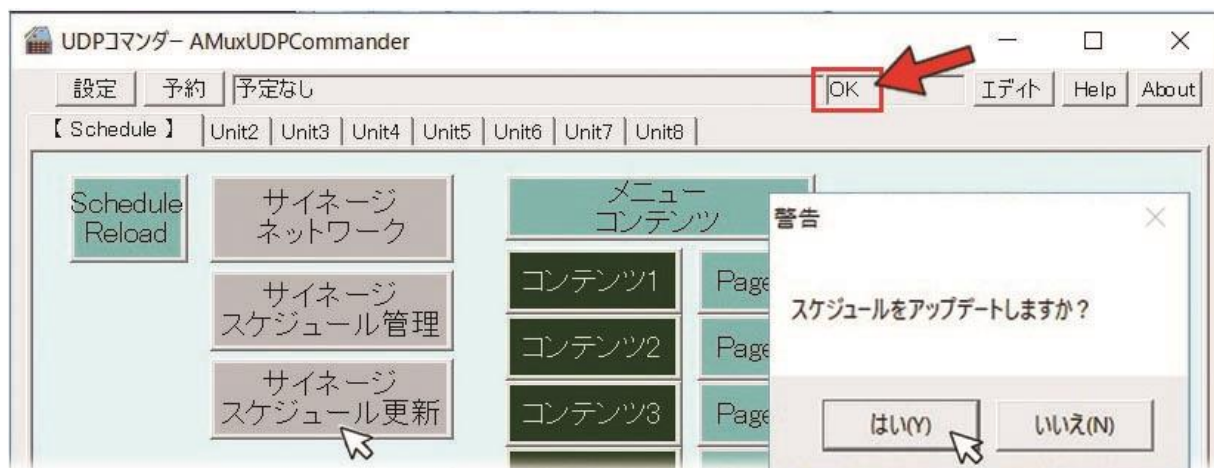 UDPコマンダー AMuxUDPCommander
設定 予約 予定なし OK エディト Help About
【 Schedule 】 Unit2 Unit3 Unit4 Unit5 Unit6 Unit7 Unit8
Schedule
Reload
サイネージ
ネットワーク
サイネージ
スケジュール管理
サイネージ
スケジュール更新
メニュー
コンテンツ
コンテンツ1 Page
コンテンツ2 Page
コンテンツ3 Page
警告
スケジュールをアップデートしますか？
はい(Y) いいえ(N)